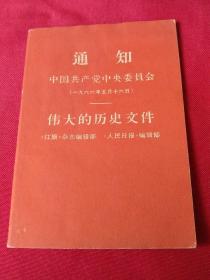 通知
中国共产党中央委員会
(一九六六年五月十六日)
伟大的历史文件
《红旗》杂志编辑部 《人民日报》编辑部